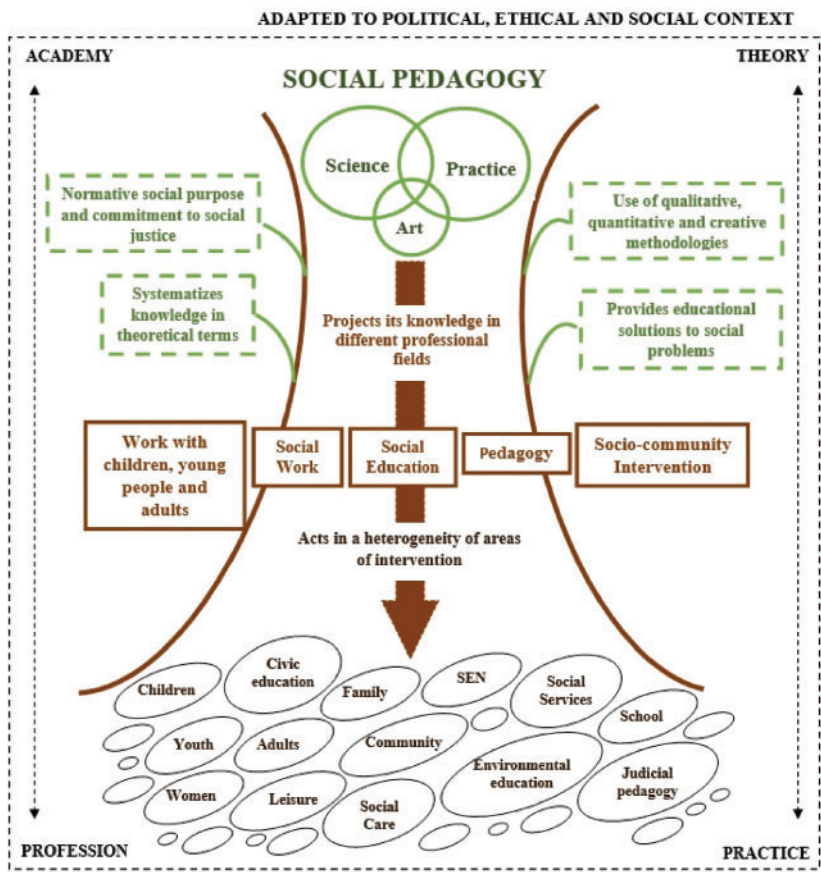 ADAPTED TO POLITICAL, ETHICAL AND SOCIAL CONTEXT
ACADEMY
THEORY
SOCIAL PEDAGOGY
Science
Practice
Art
Normative social purpose
and commitment to social
justice
Use of qualitative,
quantitative and creative
methodologies
Systematizes
knowledge in
theoretical terms
Provides educational
solutions to social
problems
Projects its knowledge in
different professional
fields
Work with
children, young
people and
adults
Social
Work
Social
Education
Pedagogy
Socio-community
Intervention
Acts in a heterogeneity of areas
of intervention
Children
Civic
education
Family
SEN
Social
Services
School
Youth
Adults
Community
Environmental
education
Judicial
pedagogy
Women
Leisure
Social
Care
PROFESSION
PRACTICE